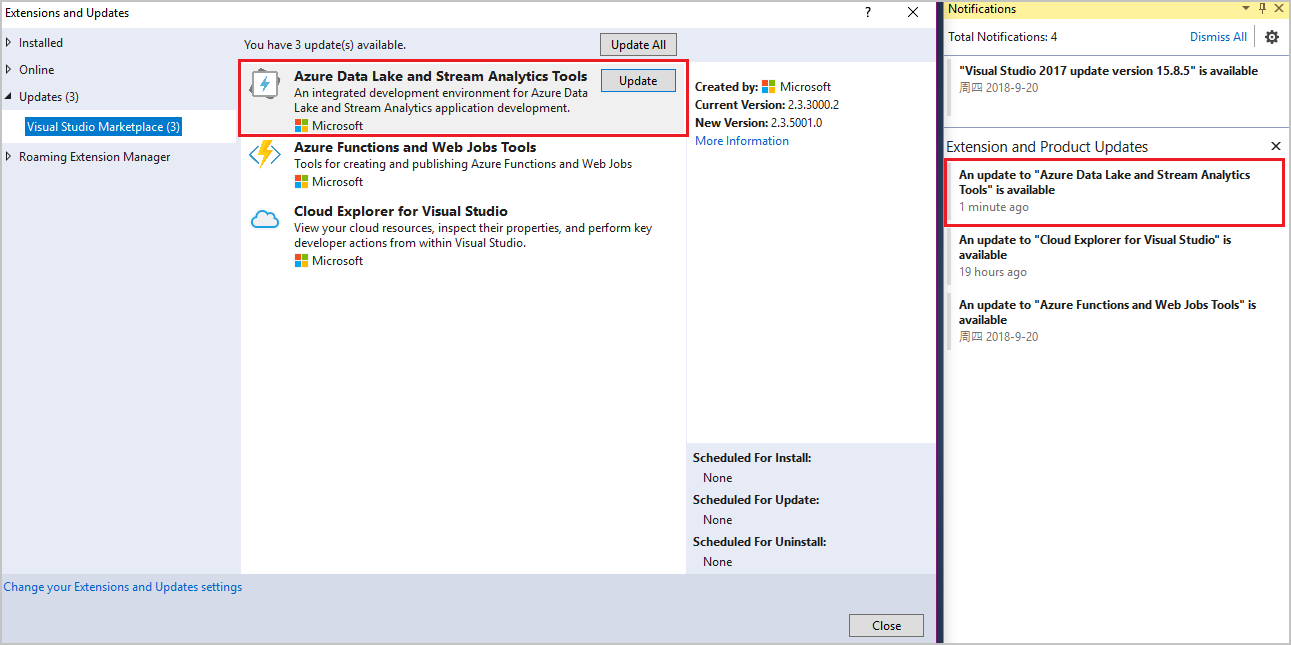 Extensions and Updates
?
Installed
Online
Updates (3)
Visual Studio Marketplace (3)
Roaming Extension Manager
You have 3 update(s) available.
Update All
Azure Data Lake and Stream Analytics Tools
Update
An integrated development environment for Azure Data
Lake and Stream Analytics application development.
Microsoft
Azure Functions and Web Jobs Tools
Tools for creating and publishing Azure Functions and Web Jobs
Microsoft
Cloud Explorer for Visual Studio
View your cloud resources, inspect their properties, and perform key
developer actions from within Visual Studio.
Microsoft
Created by: Microsoft
Current Version: 2.3.3000.2
New Version: 2.3.5001.0
More Information
Scheduled For Install:
None
Scheduled For Update:
None
Scheduled For Uninstall:
None
Change your Extensions and Updates settings
Close
Notifications
Total Notifications: 4
Dismiss All
"Visual Studio 2017 update version 15.8.5" is available
周四 2018-9-20
Extension and Product Updates
An update to "Azure Data Lake and Stream Analytics
Tools" is available
1 minute ago
An update to "Cloud Explorer for Visual Studio" is
available
19 hours ago
An update to "Azure Functions and Web Jobs Tools" is
available
周四 2018-9-20